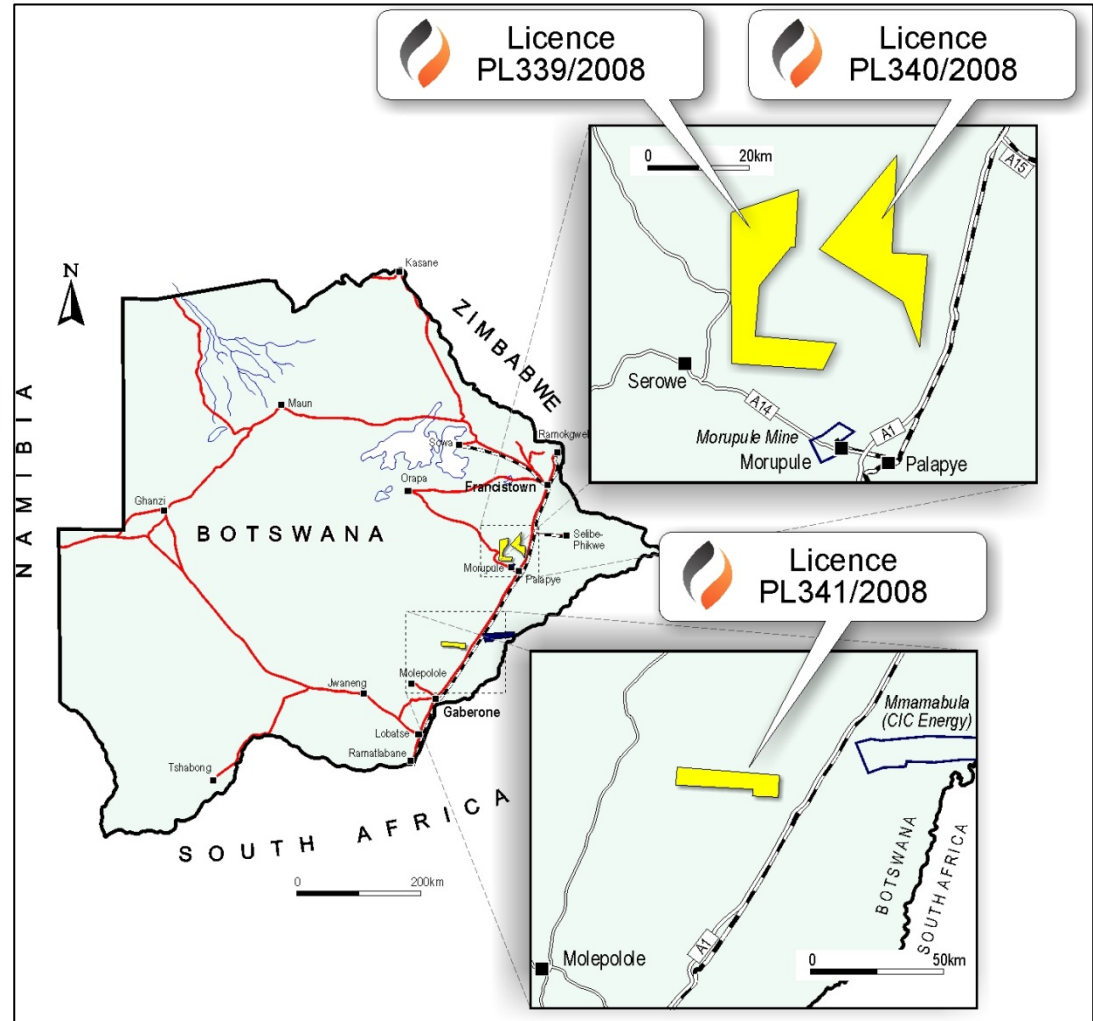 Licence
PL339/2008
Licence
PL340/2008
0 20km
A15
Serowe
A14
A1
Morupule Mine
Morupule
Palapye
N
NAMIBIA
ZIMBABWE
Kasane
Maun
Sowa
Ramokgwel
Orapa
Francistown
Ghanzi
BOTSWANA
Selibe-
Phikwe
Morupule
Palapye
Licence
PL341/2008
Molepolole
Jwaneng
Gaberone
Lobatse
Ramatlabane
Tshabong
SOUTH AFRICA
0 200km
Mmamabula
(CIC Energy)
BOTSWANA
SOUTH AFRICA
A1
Molepolole
0 50km